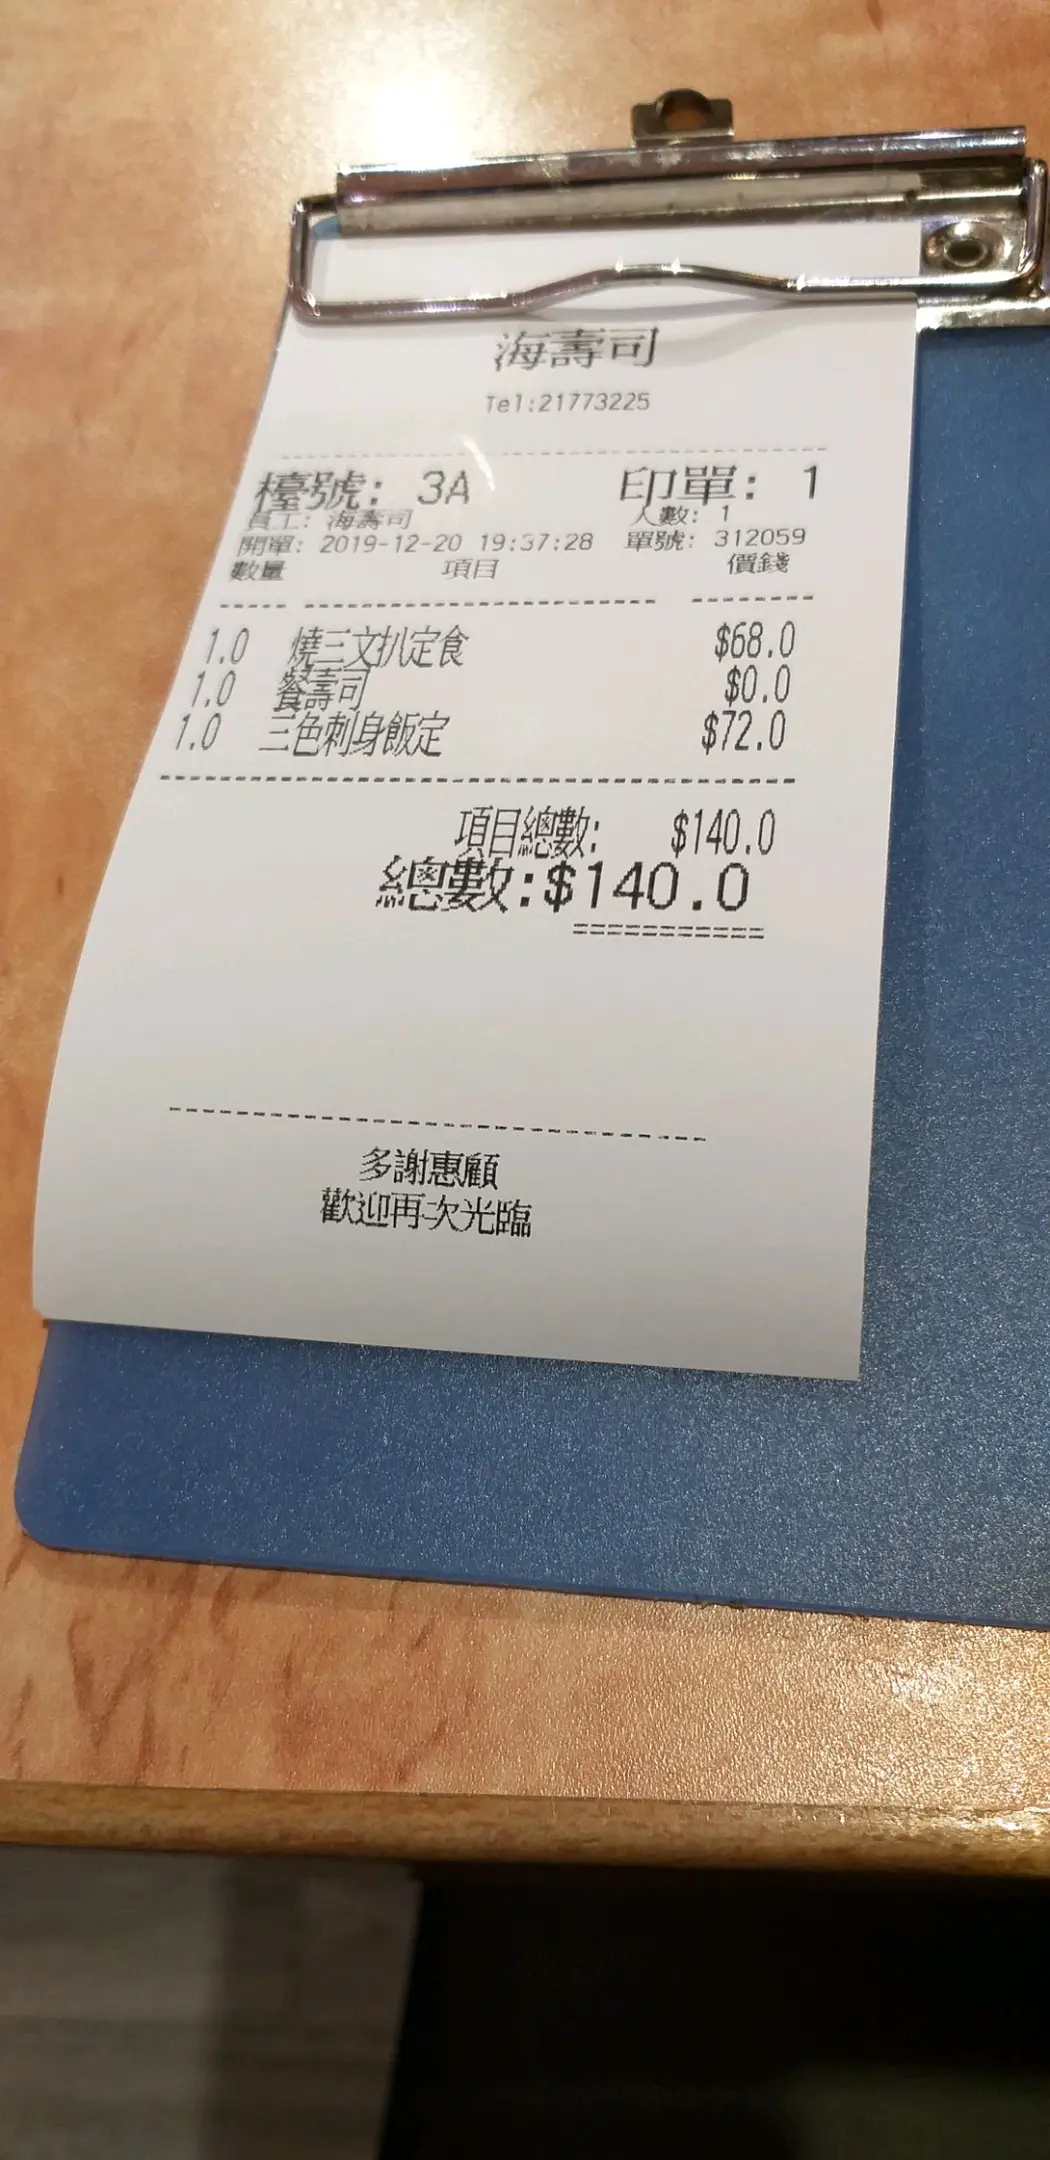 海壽司
Tel:21773225
檯號: 3A 印單: 1
員工: 海壽司 人數: 1
開單: 2019-12-20 19:37:28 單號: 312059
數量 項目 價錢
1.0 燒三文扒定食 $68.0
1.0 餐壽司 $0.0
1.0 三色刺身飯定 $72.0
項目總數: $140.0
總數:$140.0
===========
多謝惠顧
歡迎再次光臨